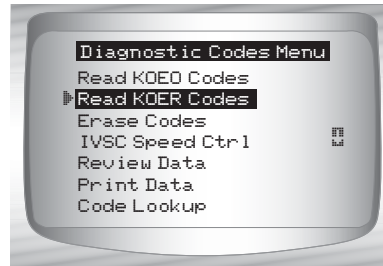 Diagnostic Codes Menu
Read KOEO Codes
Read KOER Codes
Erase Codes
IVSC Speed Ctrl
Review Data
Print Data
Code Lookup